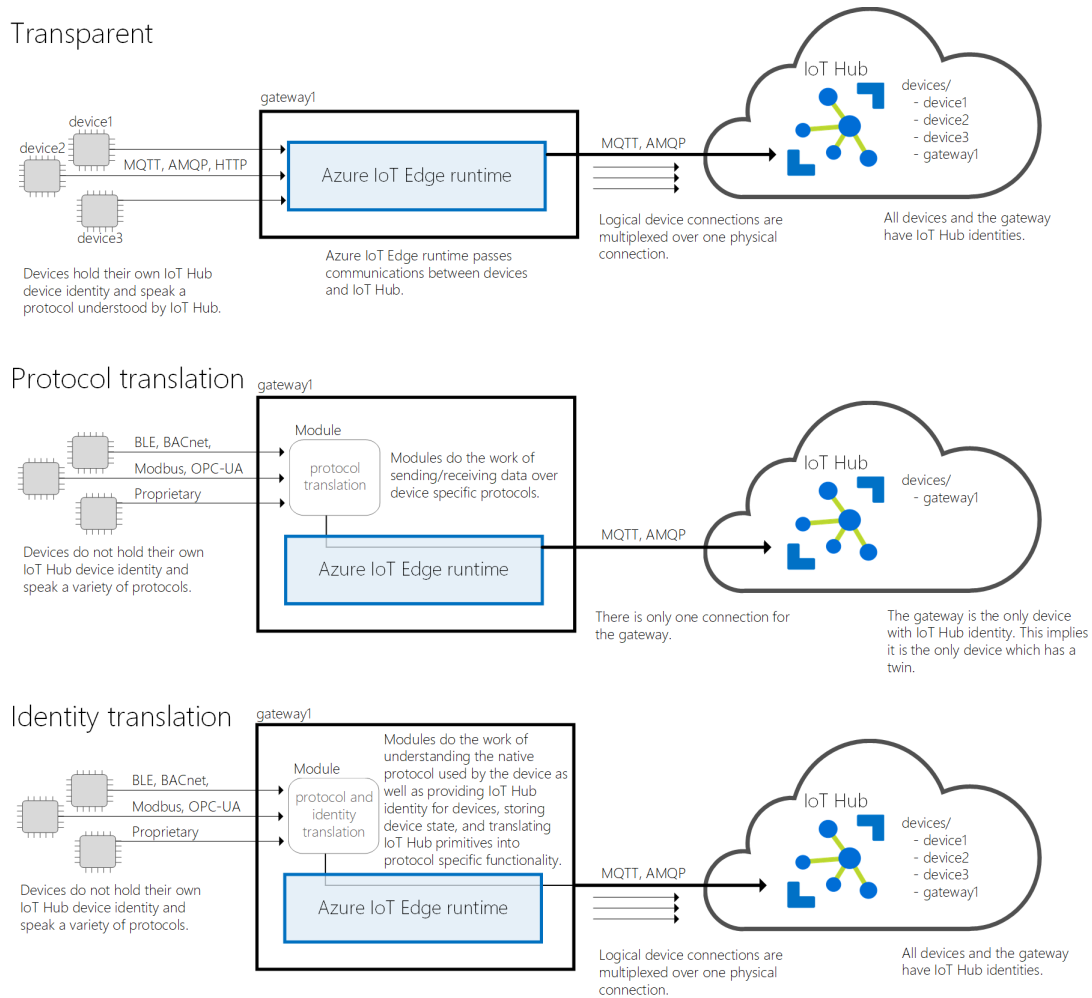 Transparent
gateway1
device1
device2
MQTT, AMQP, HTTP
device3
Azure IoT Edge runtime
MQTT, AMQP
IoT Hub
devices/
- device1
- device2
- device3
- gateway1
Devices hold their own IoT Hub
device identity and speak a
protocol understood by IoT Hub.
Azure IoT Edge runtime passes
communications between devices
and IoT Hub.
Logical device connections are
multiplexed over one physical
connection.
All devices and the gateway
have IoT Hub identities.
Protocol translation
gateway1
BLE, BACnet,
Modbus, OPC-UA
Proprietary
Module
protocol
translation
Modules do the work of
sending/receiving data over
device specific protocols.
Azure IoT Edge runtime
MQTT, AMQP
IoT Hub
devices/
- gateway1
Devices do not hold their own
IoT Hub device identity and
speak a variety of protocols.
There is only one connection for
the gateway.
The gateway is the only device
with IoT Hub identity. This implies
it is the only device which has a
twin.
Identity translation
gateway1
BLE, BACnet,
Modbus, OPC-UA
Proprietary
Module
protocol and
identity
translation
Modules do the work of
understanding the native
protocol used by the device as
well as providing IoT Hub
identity for devices, storing
device state, and translating
IoT Hub primitives into
protocol specific functionality.
Azure IoT Edge runtime
MQTT, AMQP
IoT Hub
devices/
- device1
- device2
- device3
- gateway1
Devices do not hold their own
IoT Hub device identity and
speak a variety of protocols.
Logical device connections are
multiplexed over one physical
connection.
All devices and the gateway
have IoT Hub identities.